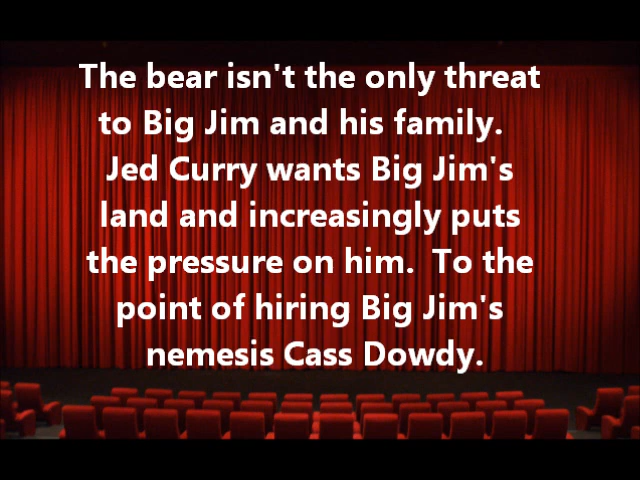 The bear isn't the only threat
to Big Jim and his family.
Jed Curry wants Big Jim's
land and increasingly puts
the pressure on him.  To the
point of hiring Big Jim's
nemesis Cass Dowdy.